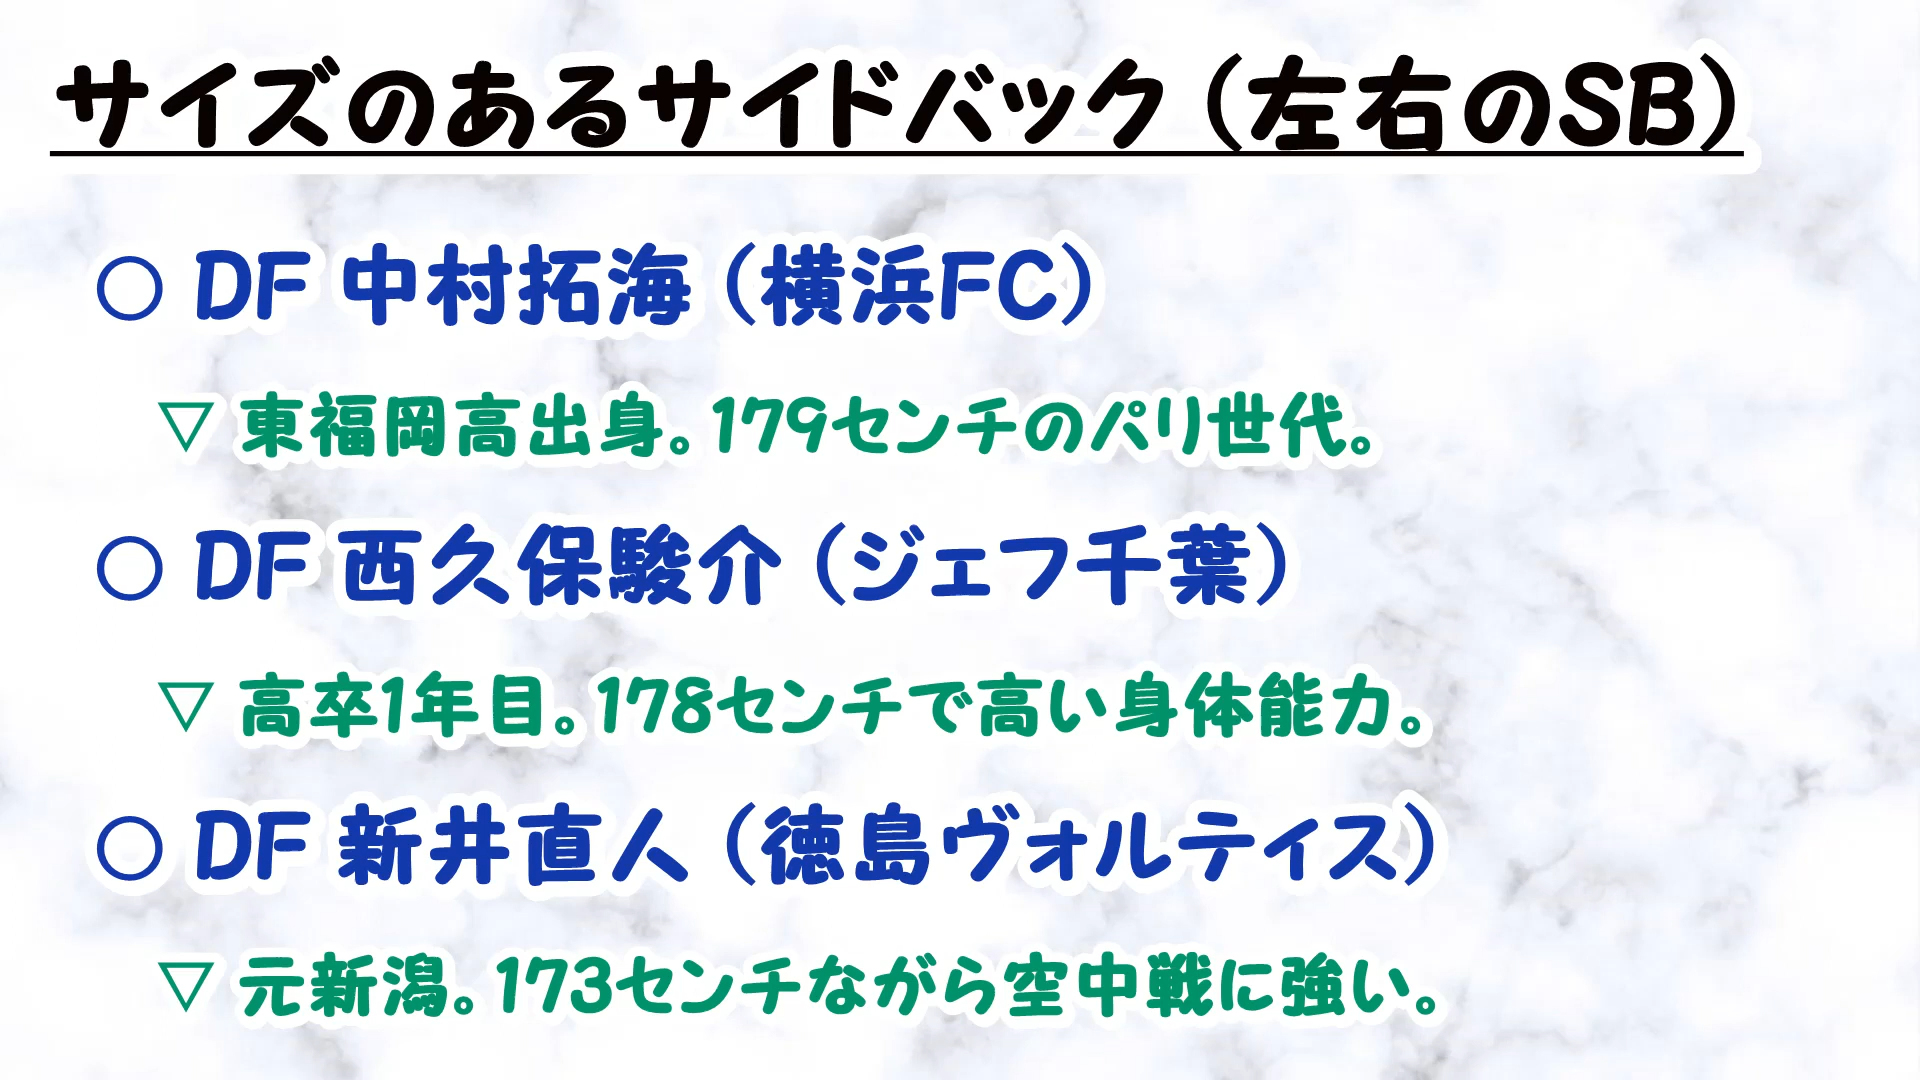 サイズのあるサイドバック（左右のSB）
○ DF 中村拓海（横浜FC）
▽ 東福岡高出身。179センチのパリ世代。
○ DF 西久保駿介（ジェフ千葉）
▽ 高卒1年目。178センチで高い身体能力。
○ DF 新井直人（徳島ヴォルティス）
▽ 元新潟。173センチながら空中戦に強い。